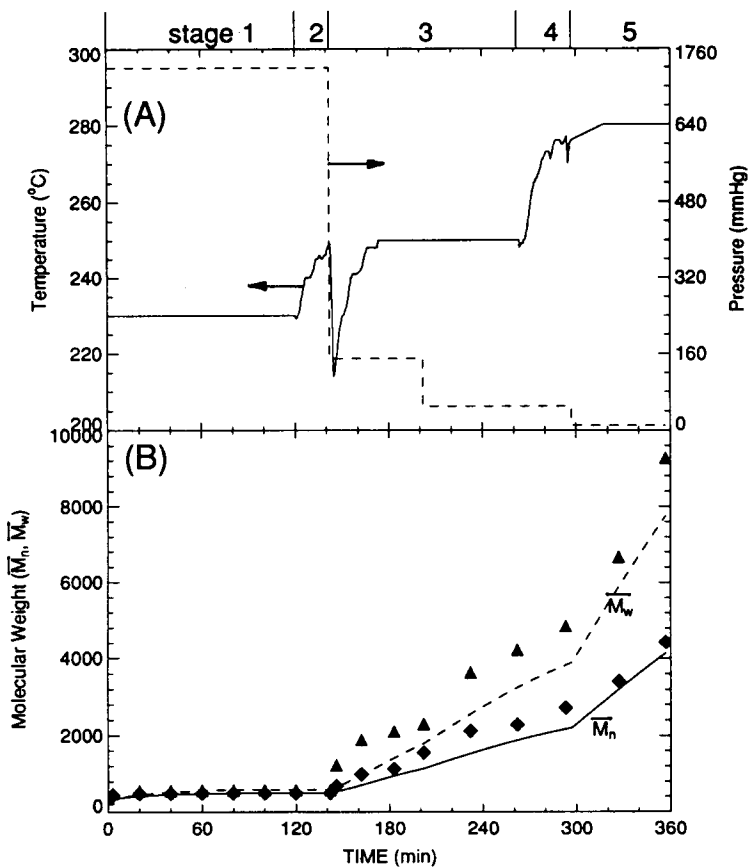 stage 1 2 3 4 5
300 1760
(A)
280 640
260 480
240 320
220 160
200 0
Temperature (°C)
Pressure (mmHg)
10000
(B)
8000
6000
4000
2000
0
Molecular Weight (M̅n, M̅w)
M̅w
M̅n
0 60 120 180 240 300 360
TIME (min)